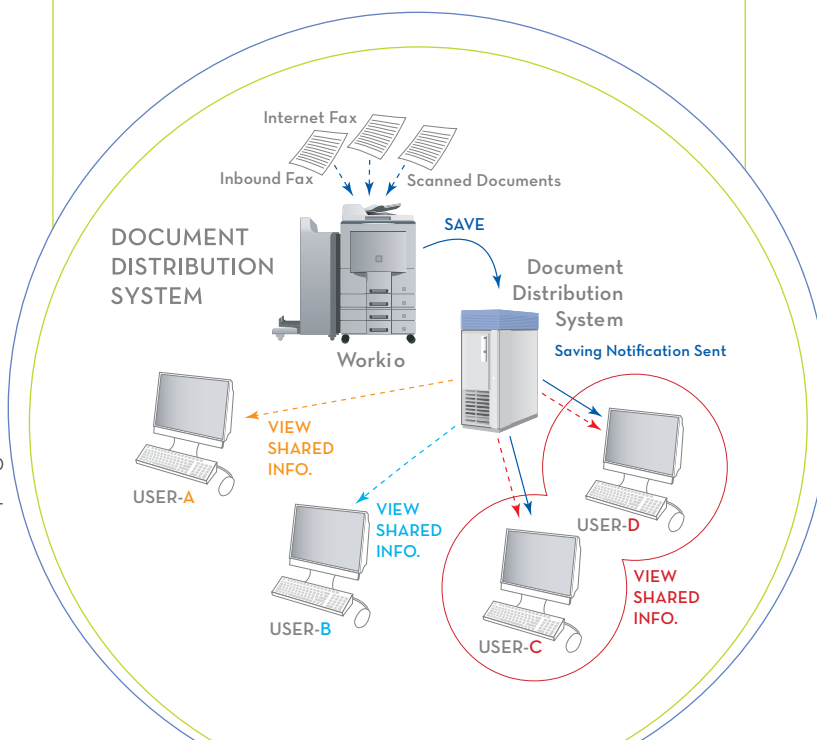 Internet Fax
Inbound Fax
Scanned Documents
DOCUMENT
DISTRIBUTION
SYSTEM
SAVE
Document
Distribution
System
Workio
Saving Notification Sent
VIEW
SHARED
INFO.
USER-A
VIEW
SHARED
INFO.
USER-B
USER-D
VIEW
SHARED
INFO.
USER-C